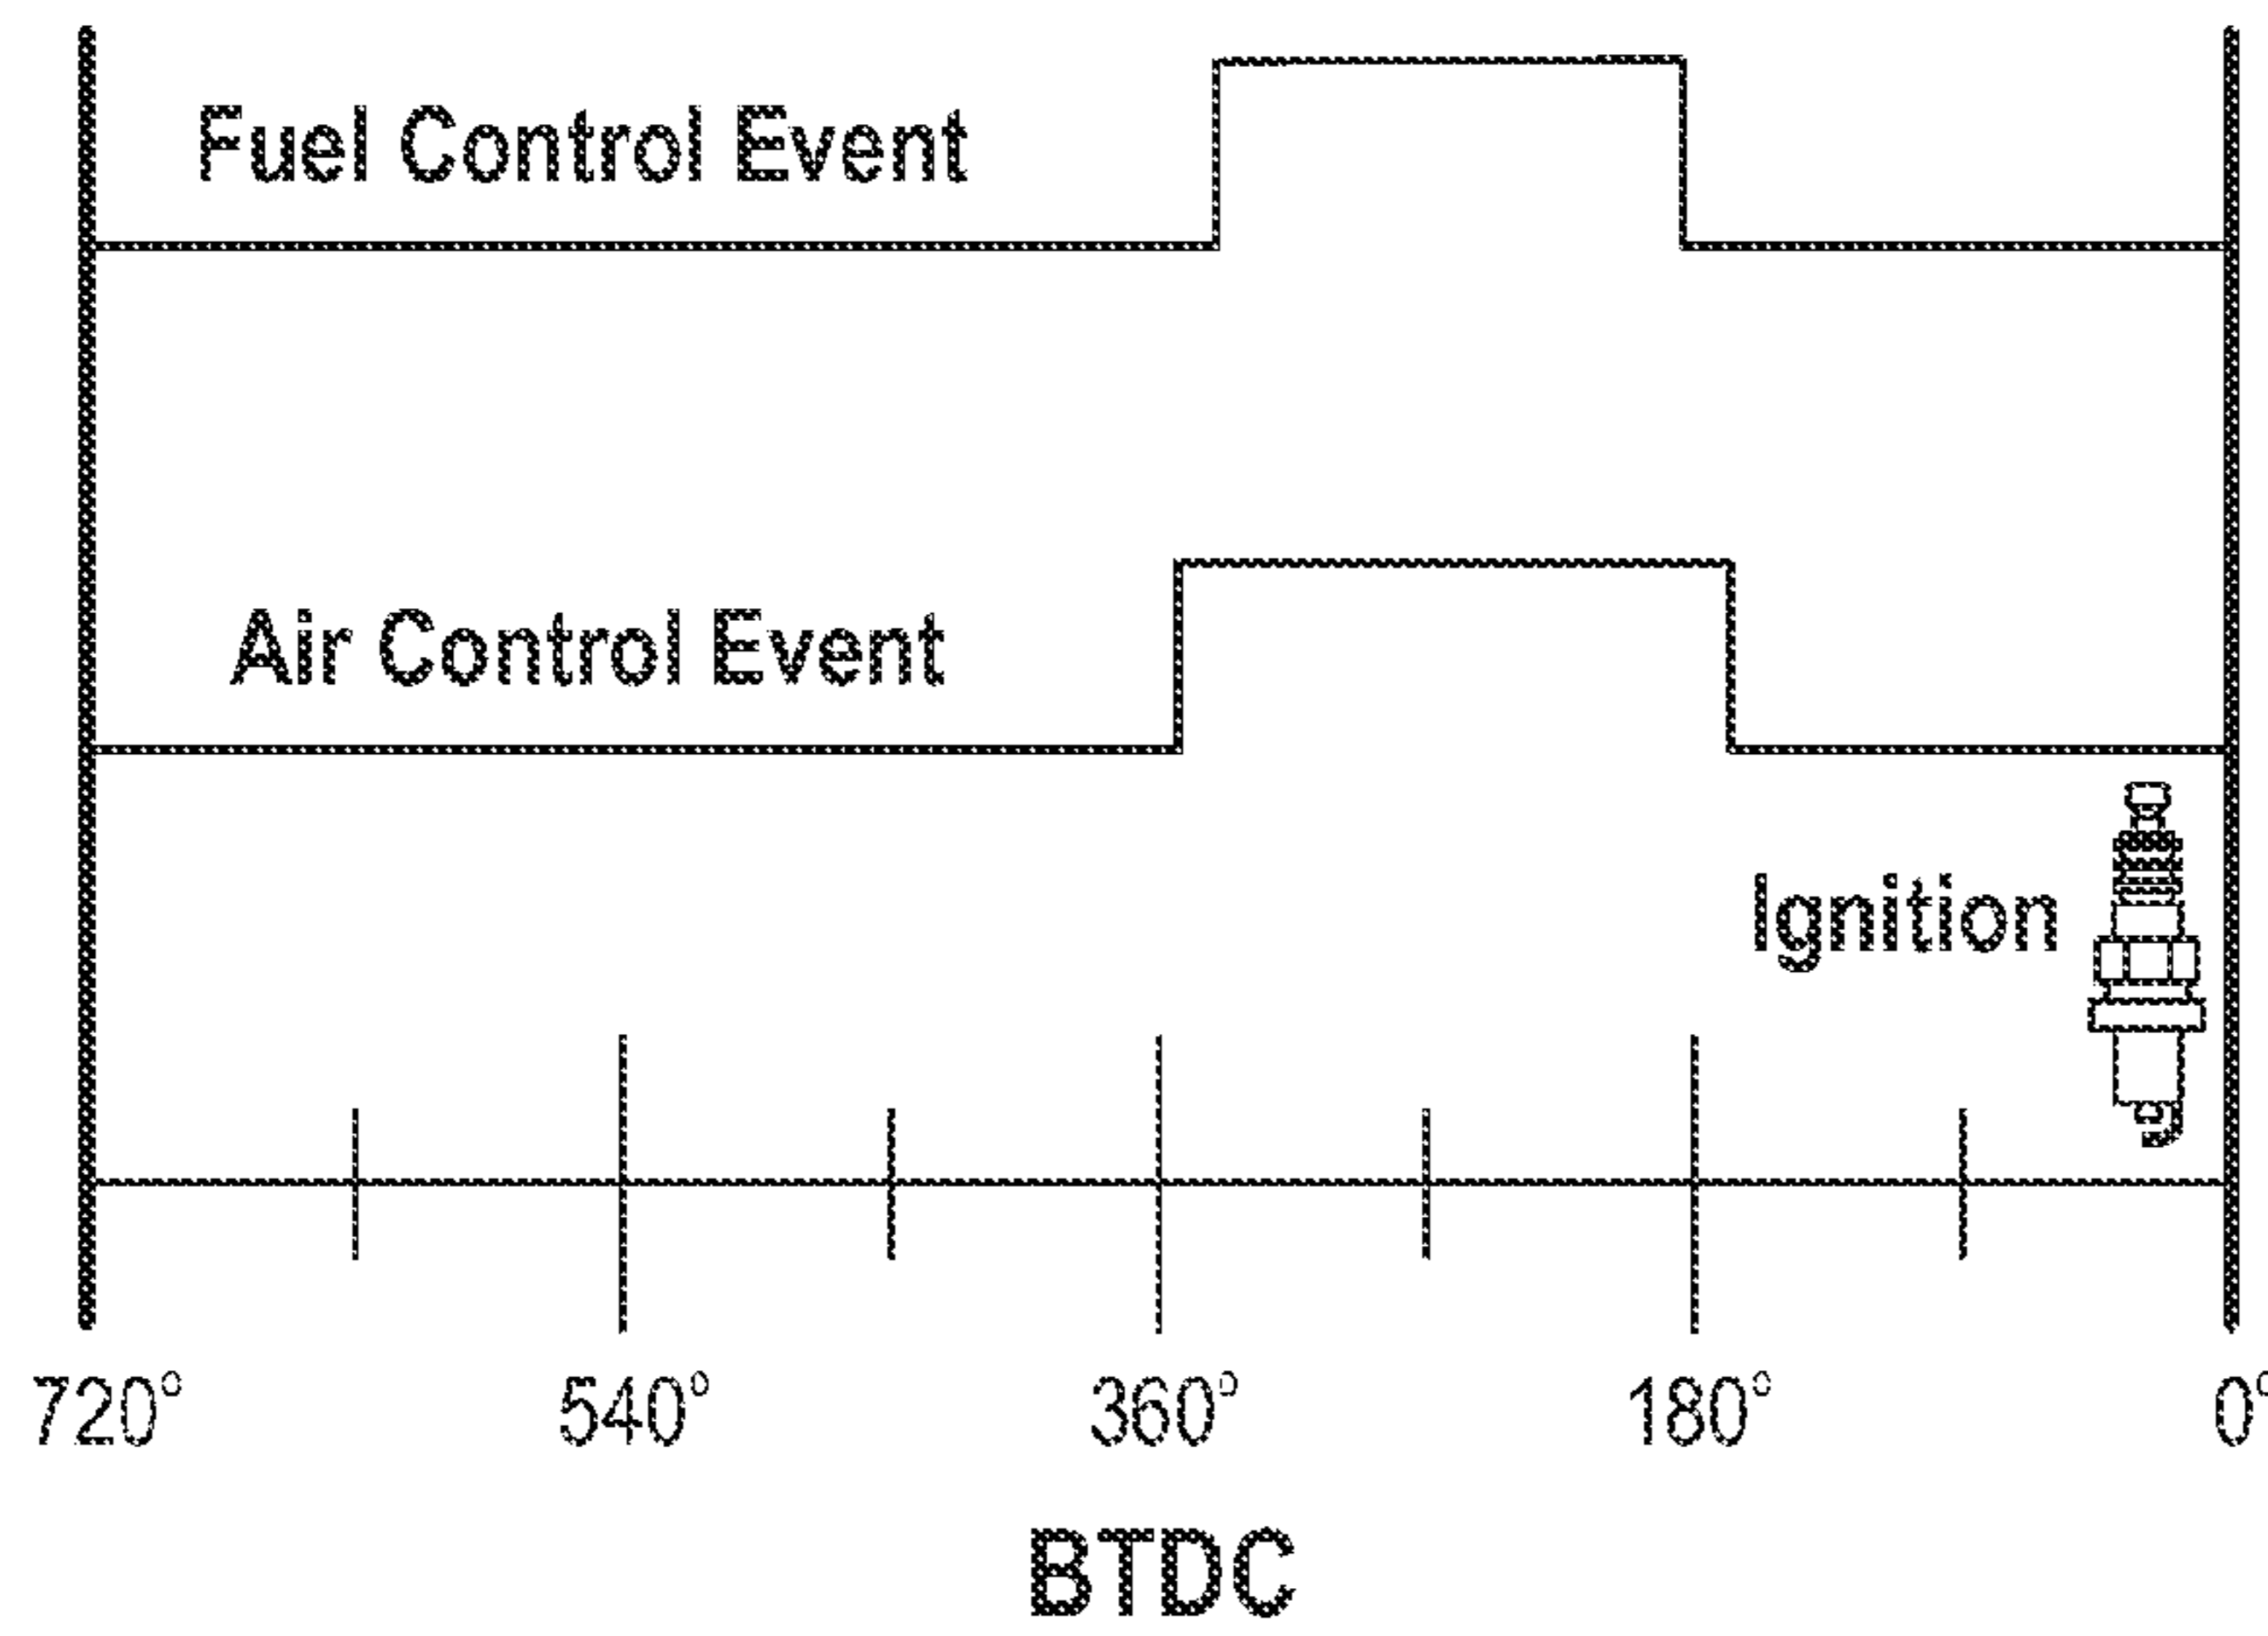 Fuel Control Event
Air Control Event
Ignition
720° 540° 360° 180° 0°
BTDC